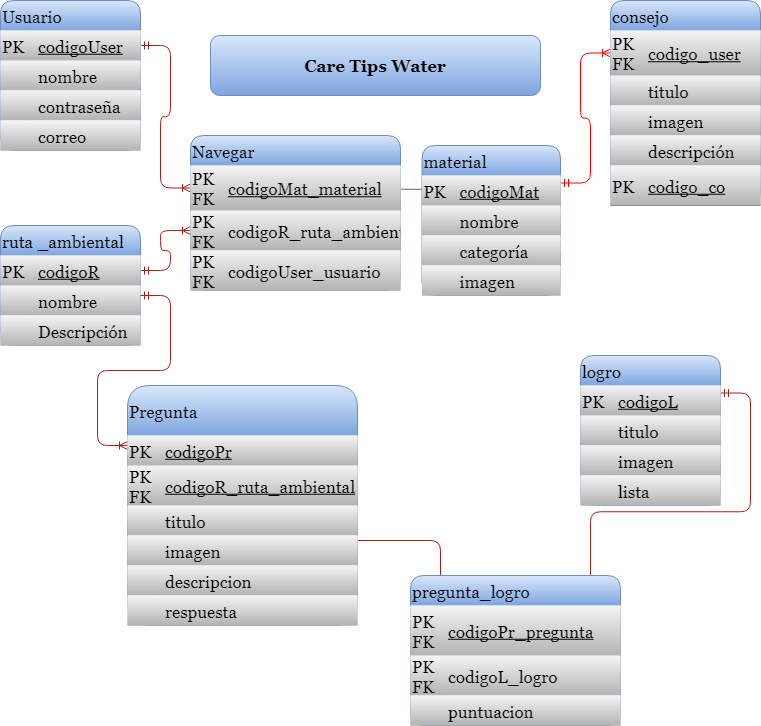 Usuario
PK codigoUser
nombre
contraseña
correo
Care Tips Water
consejo
PK
FK codigo_user
titulo
imagen
descripción
PK codigo_co
Navegar
PK
FK codigoMat_material
PK
FK codigoR_ruta_ambien
PK
FK codigoUser_usuario
material
PK codigoMat
nombre
categoría
imagen
ruta _ambiental
PK codigoR
nombre
Descripción
Pregunta
PK codigoPr
PK
FK codigoR_ruta_ambiental
titulo
imagen
descripcion
respuesta
logro
PK codigoL
titulo
imagen
lista
pregunta_logro
PK
FK codigoPr_pregunta
PK
FK codigoL_logro
puntuacion